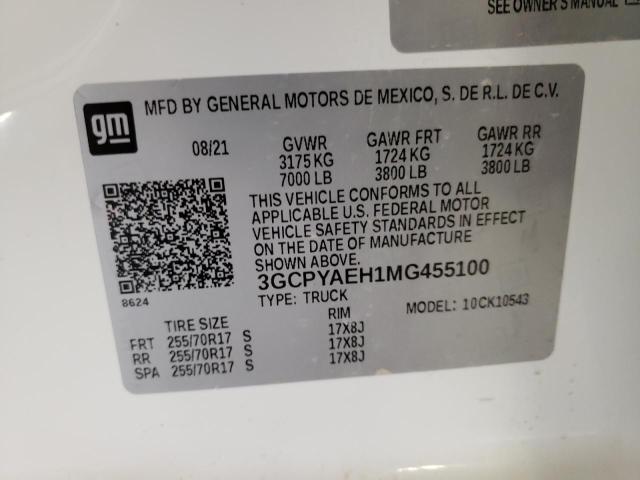 SEE OWNER'S MANUAL
gm
MFD BY GENERAL MOTORS DE MEXICO, S. DE R.L. DE C.V.
08/21 GVWR GAWR FRT GAWR RR
3175 KG 1724 KG 1724 KG
7000 LB 3800 LB 3800 LB
THIS VEHICLE CONFORMS TO ALL
APPLICABLE U.S. FEDERAL MOTOR
VEHICLE SAFETY STANDARDS IN EFFECT
ON THE DATE OF MANUFACTURE
SHOWN ABOVE.
3GCPYAEH1MG455100
8624 TYPE: TRUCK MODEL: 10CK10543
TIRE SIZE RIM
FRT 255/70R17 S 17X8J
RR 255/70R17 S 17X8J
SPA 255/70R17 S 17X8J